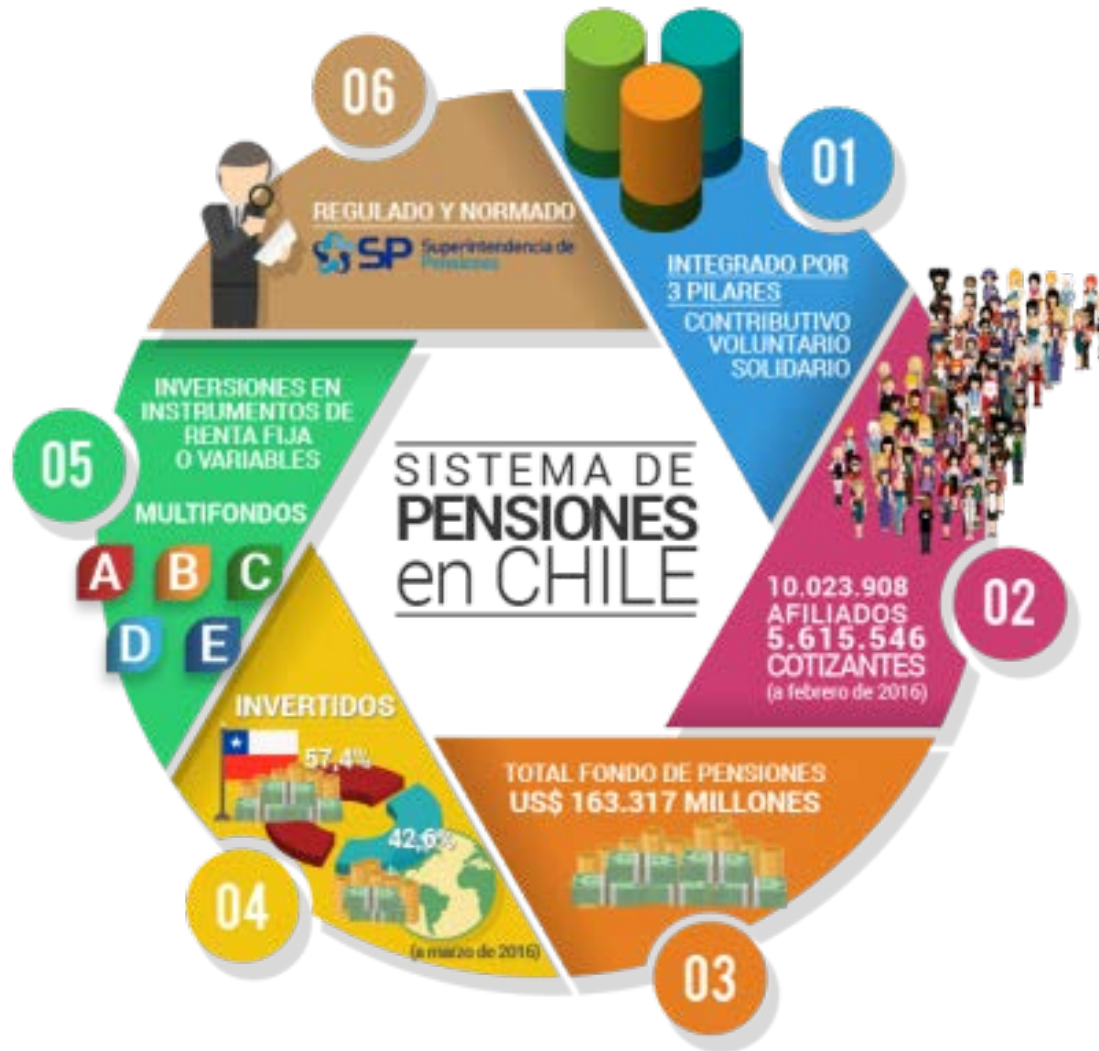 SISTEMA DE
PENSIONES
en CHILE
01
INTEGRADO POR
3 PILARES
CONTRIBUTIVO
VOLUNTARIO
SOLIDARIO
02
10.023.908
AFILIADOS
5.615.546
COTIZANTES
(a febrero de 2016)
03
TOTAL FONDO DE PENSIONES
US$ 163.317 MILLONES
04
INVERTIDOS
57,4%
42,6%
(a marzo de 2016)
05
INVERSIONES EN
INSTRUMENTOS DE
RENTA FIJA
O VARIABLES
MULTIFONDOS
A B C
D E
06
REGULADO Y NORMADO
SP Superintendencia de
Pensiones